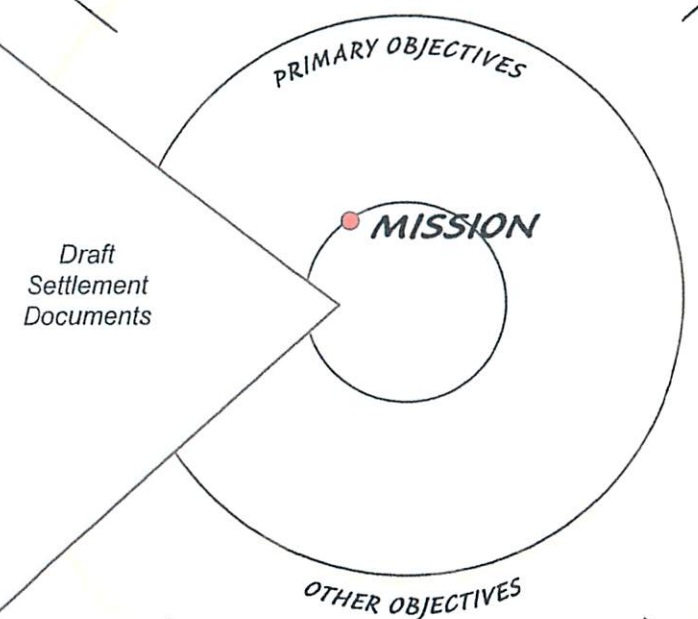 PRIMARY OBJECTIVES
MISSION
Draft
Settlement
Documents
OTHER OBJECTIVES